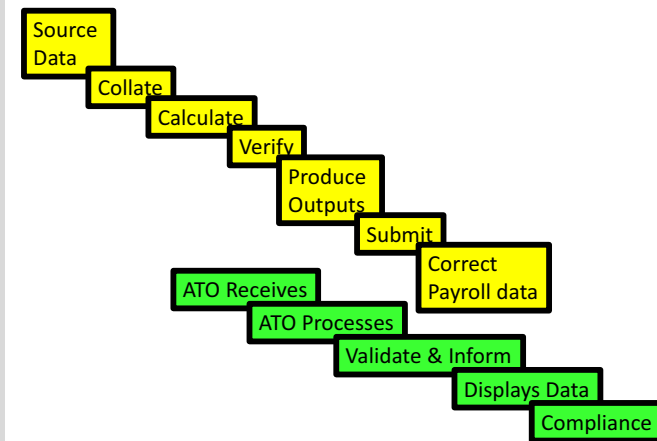 Source
Data
Collate
Calculate
Verify
Produce
Outputs
Submit
Correct
Payroll data
ATO Receives
ATO Processes
Validate & Inform
Displays Data
Compliance